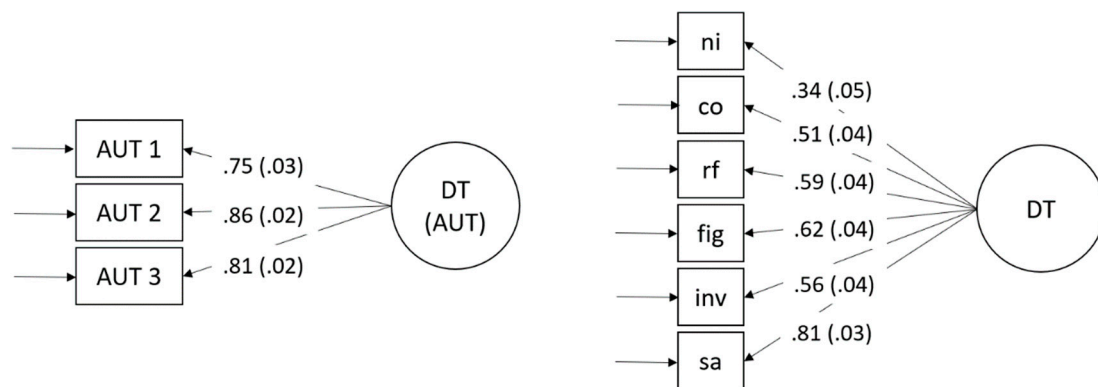 AUT 1
AUT 2
AUT 3
.75 (.03)
.86 (.02)
.81 (.02)
DT
(AUT)
ni
co
rf
fig
inv
sa
.34 (.05)
.51 (.04)
.59 (.04)
.62 (.04)
.56 (.04)
.81 (.03)
DT